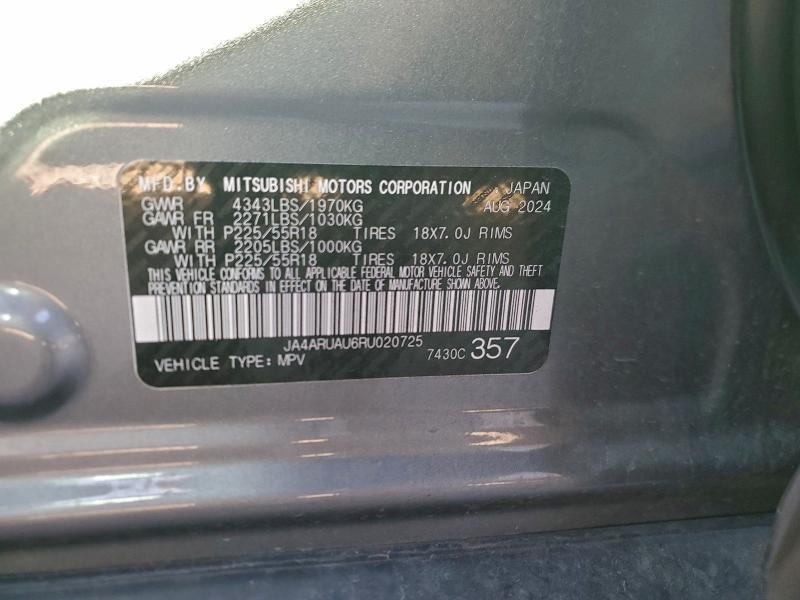 MFD.BY MITSUBISHI MOTORS CORPORATION JAPAN
GVWR 4343LBS/1970KG AUG 2024
GAWR FR 2271LBS/1030KG
WITH P225/55R18 TIRES 18X7.0J RIMS
GAWR RR 2205LBS/1000KG
WITH P225/55R18 TIRES 18X7.0J RIMS
THIS VEHICLE CONFORMS TO ALL APPLICABLE FEDERAL MOTOR VEHICLE SAFETY AND THEFT
PREVENTION STANDARDS IN EFFECT ON THE DATE OF MANUFACTURE SHOWN ABOVE.
JA4ARUAU6RU020725
VEHICLE TYPE: MPV 7430C 357